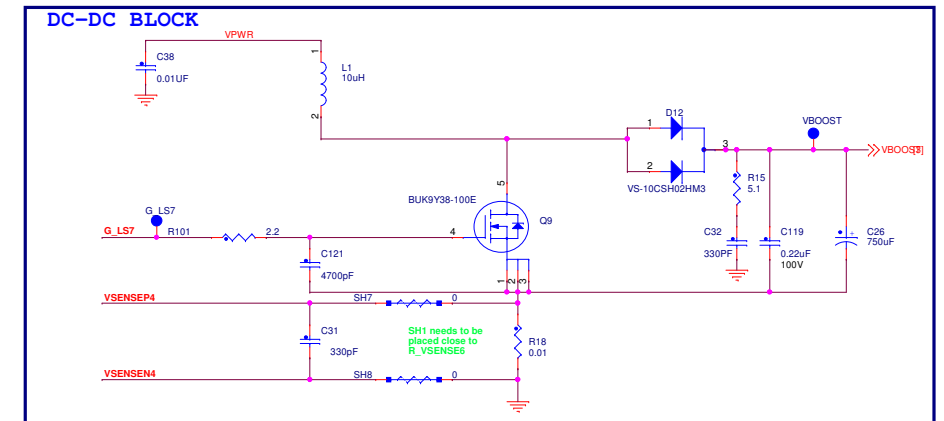 DC-DC BLOCK
VPWR
C38
0.01UF
1
L1
10uH
2
D12
1
VBOOST
3
VBOOST[3]
2
VS-10CSH02HM3
R15
5.1
5
BUK9Y38-100E
Q9
G_LS7
G_LS7
R101
2.2
4
C32
330PF
C119
0.22uF
100V
C26
750uF
C121
4700pF
1
2
3
VSENSEP4
SH7
0
C31
330pF
SH1 needs to be
placed close to
R_VSENSE6
R18
0.01
VSENSEN4
SH8
0